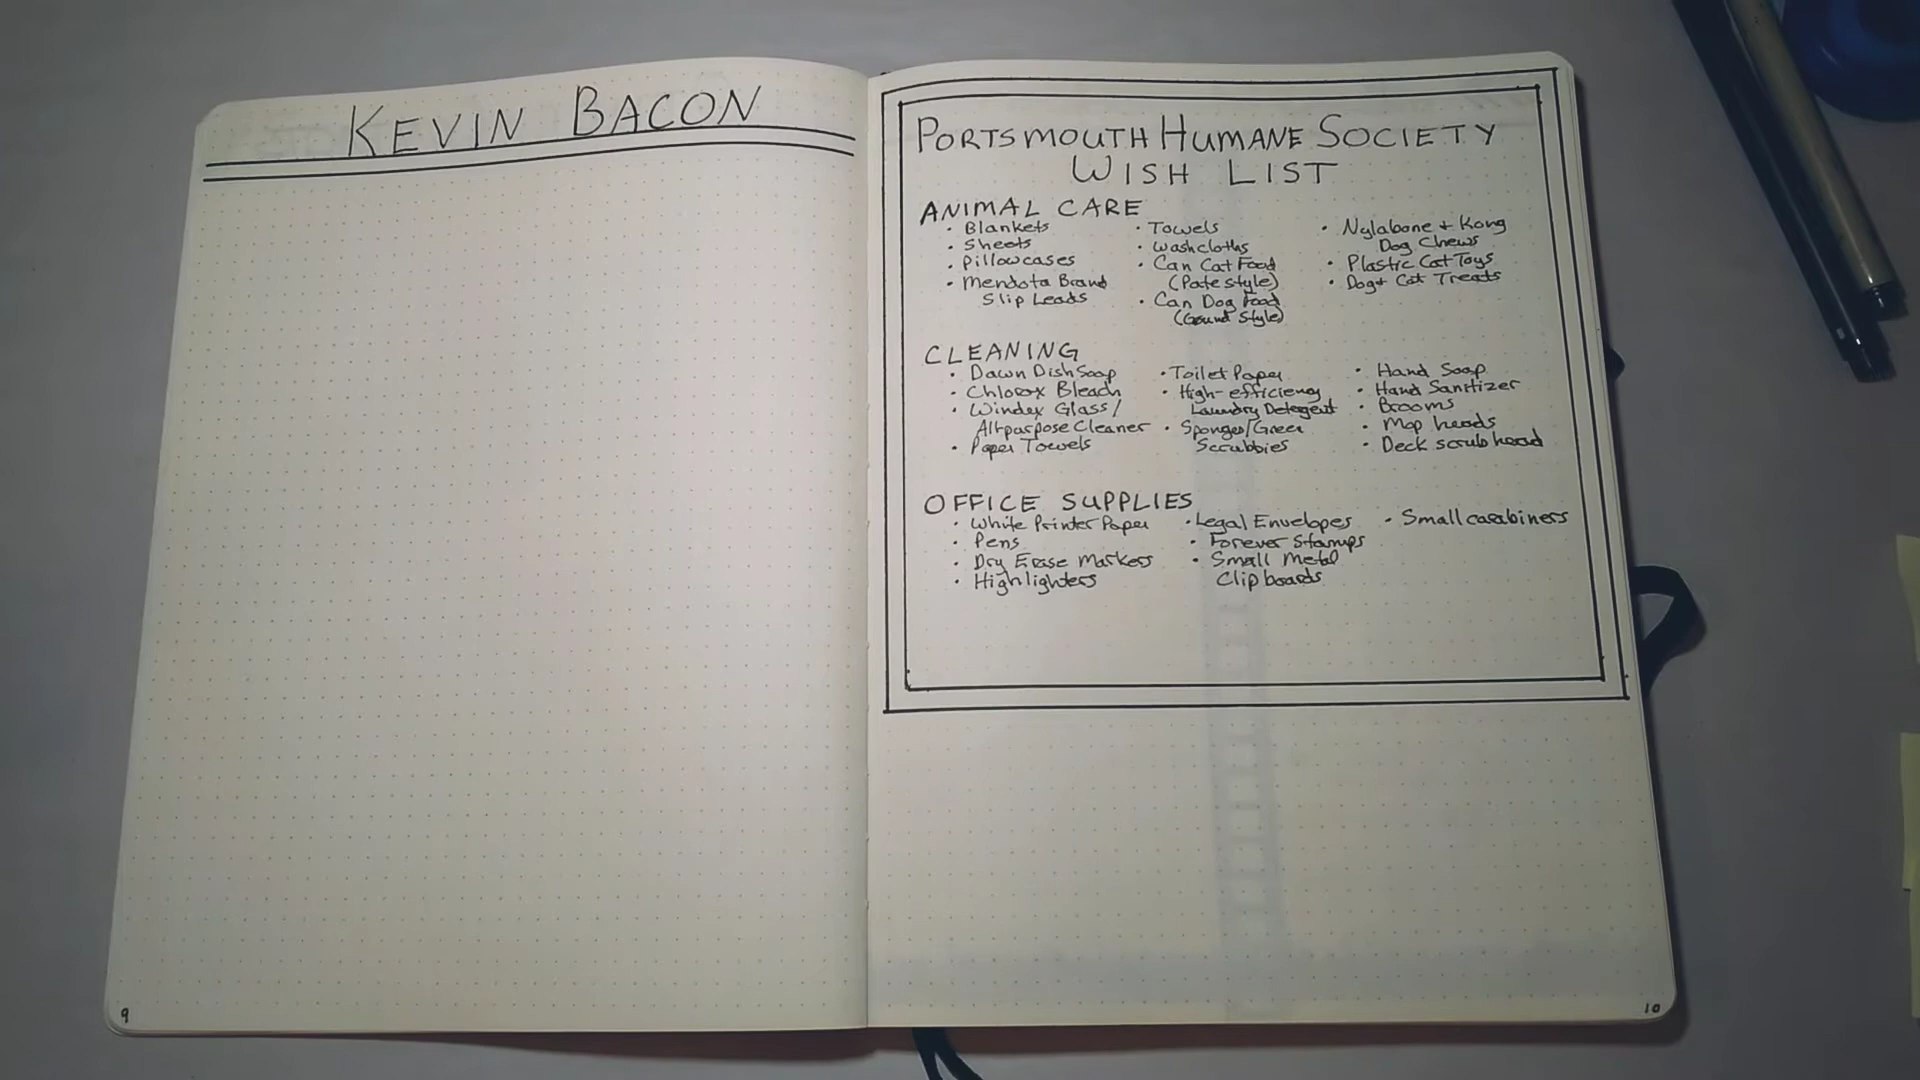 KEVIN BACON
9
PORTSMOUTH HUMANE SOCIETY
WISH LIST
ANIMAL CARE
• Blankets
• Sheets
• Pillowcases
• Mendota Brand
Slip Leads
• Towels
• Washcloths
• Can Cat Food
(Pate style)
• Can Dog Food
(Gound Style)
• Nylabone + Kong
Dog Chews
• Plastic Cat Toys
• Dog + Cat Treats
CLEANING
• Dawn Dish Soap
• Chlorox Bleach
• Windex Glass/
Allpurpose Cleaner
• Paper Towels
• Toilet Paper
• High-efficiency
Laundry Detergent
• Sponges/Green
Scrubbies
• Hand Soap
• Hand Sanitizer
• Brooms
• Mop heads
• Deck scrub head
OFFICE SUPPLIES
• White Printer Paper
• Pens
• Dry Erase Markers
• Highlighters
• Legal Envelopes
• Forever Stamps
• Small Metal
Clipboards
• Small carabiners
10